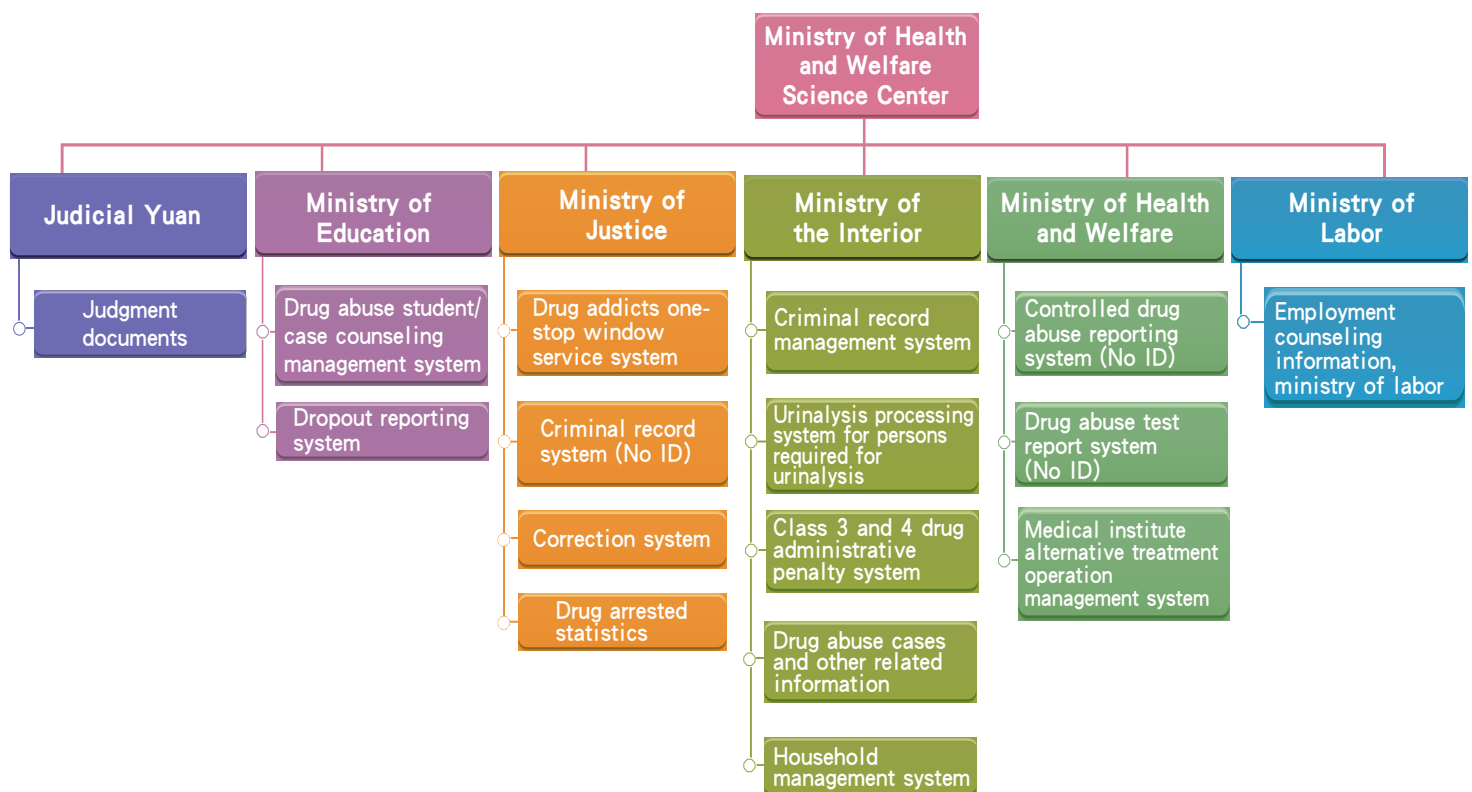 Ministry of Health
and Welfare
Science Center
Judicial Yuan
Judgment
documents
Ministry of
Education
Drug abuse student/
case counseling
management system
Dropout reporting
system
Ministry of
Justice
Drug addicts one-
stop window
service system
Criminal record
system (No ID)
Correction system
Drug arrested
statistics
Ministry of
the Interior
Criminal record
management system
Urinalysis processing
system for persons
required for
urinalysis
Class 3 and 4 drug
administrative
penalty system
Drug abuse cases
and other related
information
Household
management system
Ministry of Health
and Welfare
Controlled drug
abuse reporting
system (No ID)
Drug abuse test
report system
(No ID)
Medical institute
alternative treatment
operation
management system
Ministry of
Labor
Employment
counseling
information,
ministry of labor